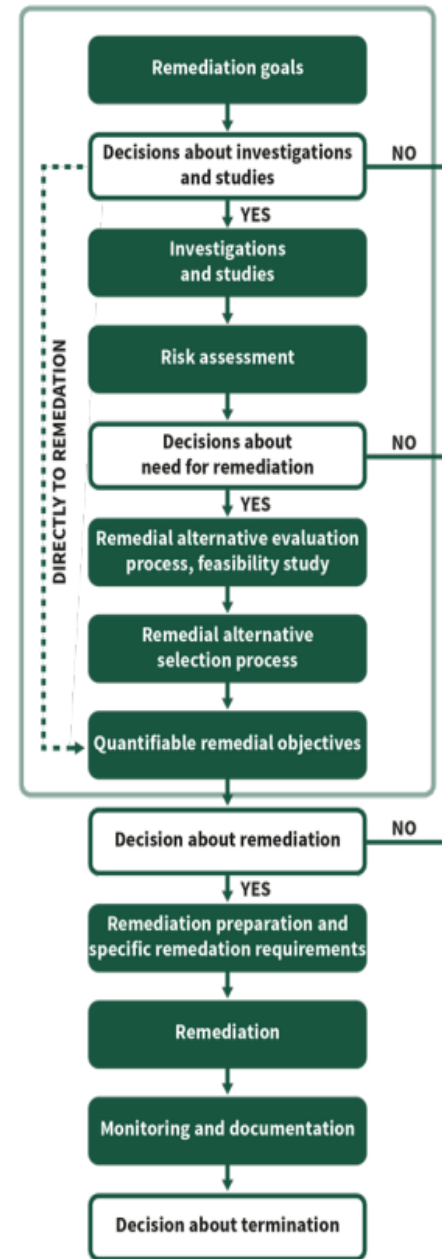 Remediation goals
Decisions about investigations
and studies
NO
YES
Investigations
and studies
Risk assessment
DIRECTLY TO REMEDATION
Decisions about
need for remediation
NO
YES
Remedial alternative evaluation
process, feasibility study
Remedial alternative
selection process
Quantifiable remedial objectives
Decision about remediation
NO
YES
Remediation preparation and
specific remedation requirements
Remediation
Monitoring and documentation
Decision about termination